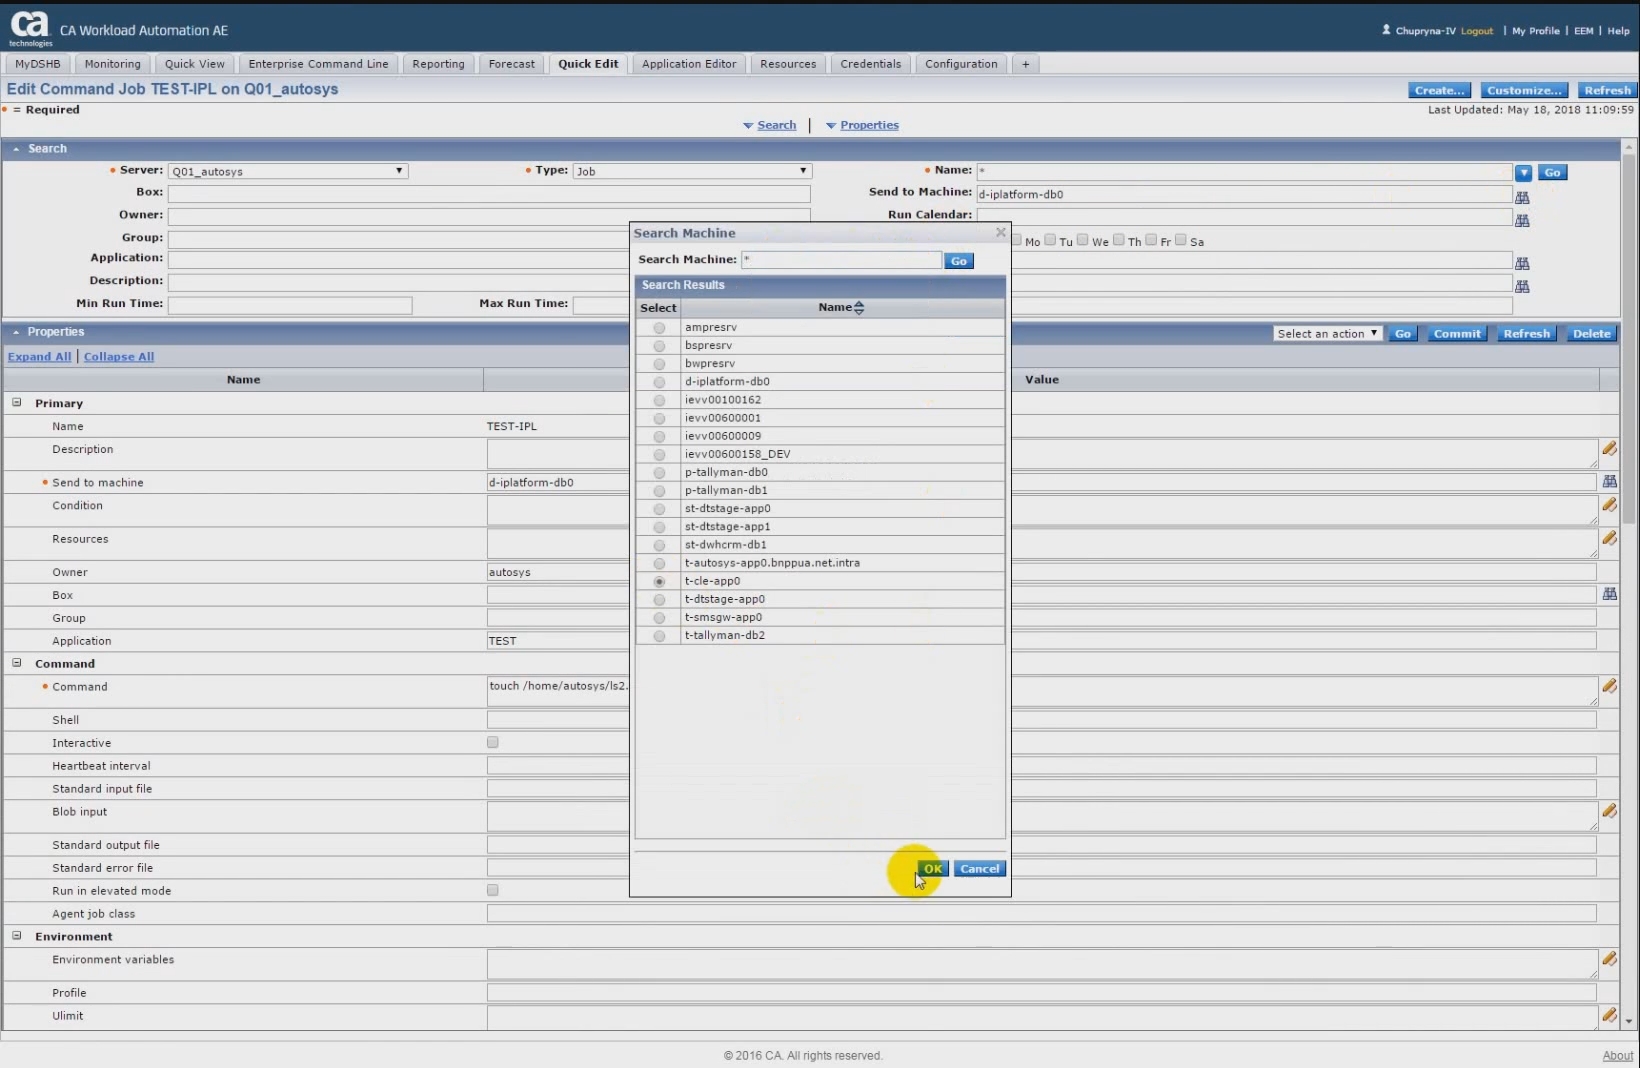 ca technologies
CA Workload Automation AE
Chupryna-IV Logout | My Profile | EEM | Help
MyDSHB Monitoring Quick View Enterprise Command Line Reporting Forecast Quick Edit Application Editor Resources Credentials Configuration +
Edit Command Job TEST-IPL on Q01_autosys
Create... Customize... Refresh
• = Required
Last Updated: May 18, 2018 11:09:59
Search | Properties
Search
• Server: Q01_autosys • Type: Job • Name: * Go
Box: Send to Machine: d-iplatform-db0
Owner: Run Calendar:
Group: Mo Tu We Th Fr Sa
Application:
Description:
Min Run Time: Max Run Time:
Search Machine
Search Machine: * Go
Search Results
Select Name
ampresrv
bspresrv
bwpresrv
d-iplatform-db0
ievv00100162
ievv00600001
ievv00600009
ievv00600158_DEV
p-tallyman-db0
p-tallyman-db1
st-dtstage-app0
st-dtstage-app1
st-dwhcrm-db1
t-autosys-app0.bnppua.net.intra
t-cle-app0
t-dtstage-app0
t-smsgw-app0
t-tallyman-db2
OK Cancel
Properties
Select an action Go Commit Refresh Delete
Expand All | Collapse All
Name Value
Primary
Name TEST-IPL
Description
• Send to machine d-iplatform-db0
Condition
Resources
Owner autosys
Box
Group
Application TEST
Command
• Command touch /home/autosys/ls2.
Shell
Interactive
Heartbeat interval
Standard input file
Blob input
Standard output file
Standard error file
Run in elevated mode
Agent job class
Environment
Environment variables
Profile
Ulimit
© 2016 CA. All rights reserved.
About